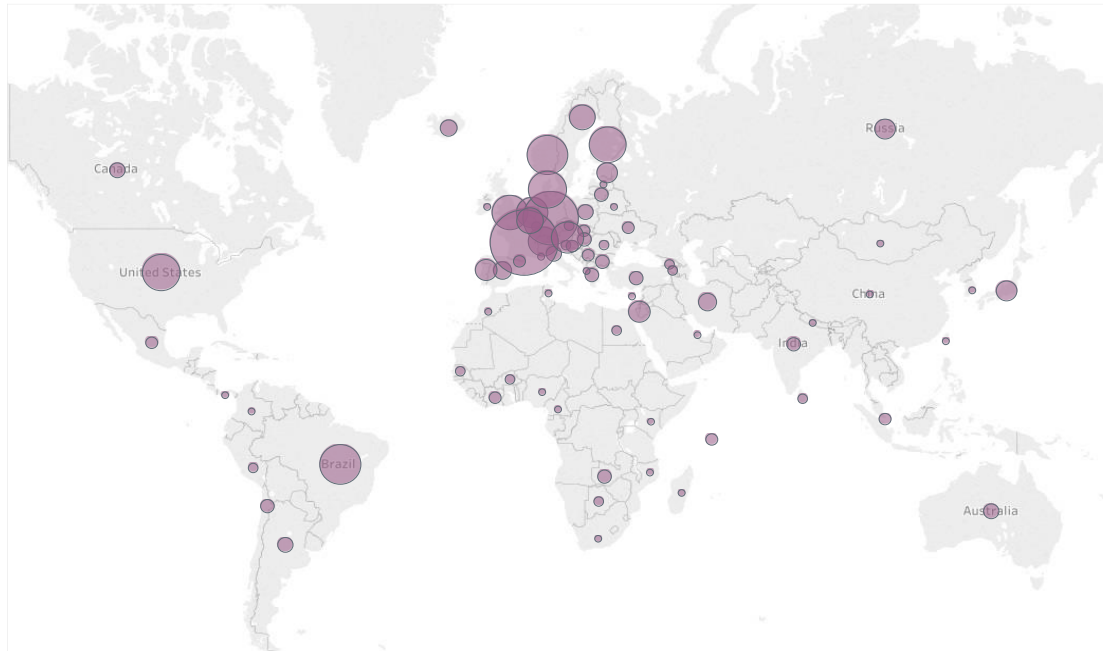 Russia
Canada
United States
China
India
Brazil
Australia